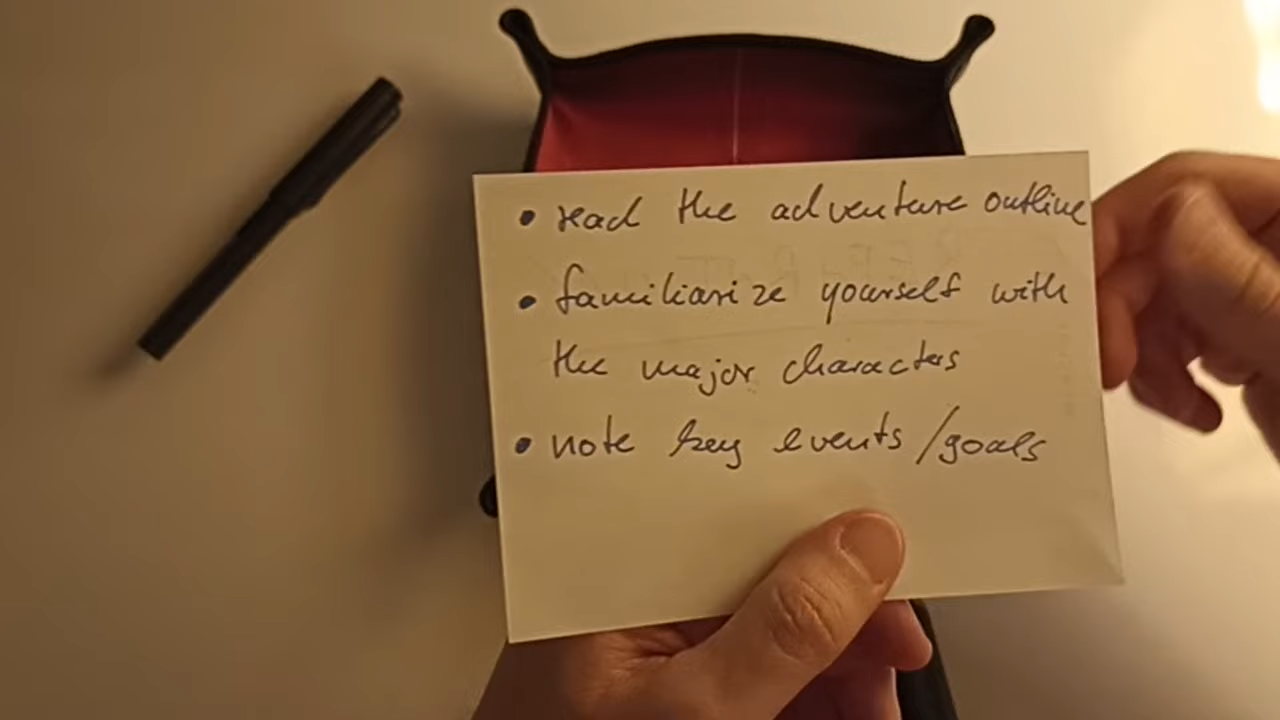 • read the adventure outline
• familiarize yourself with
the major characters
• note key events/goals